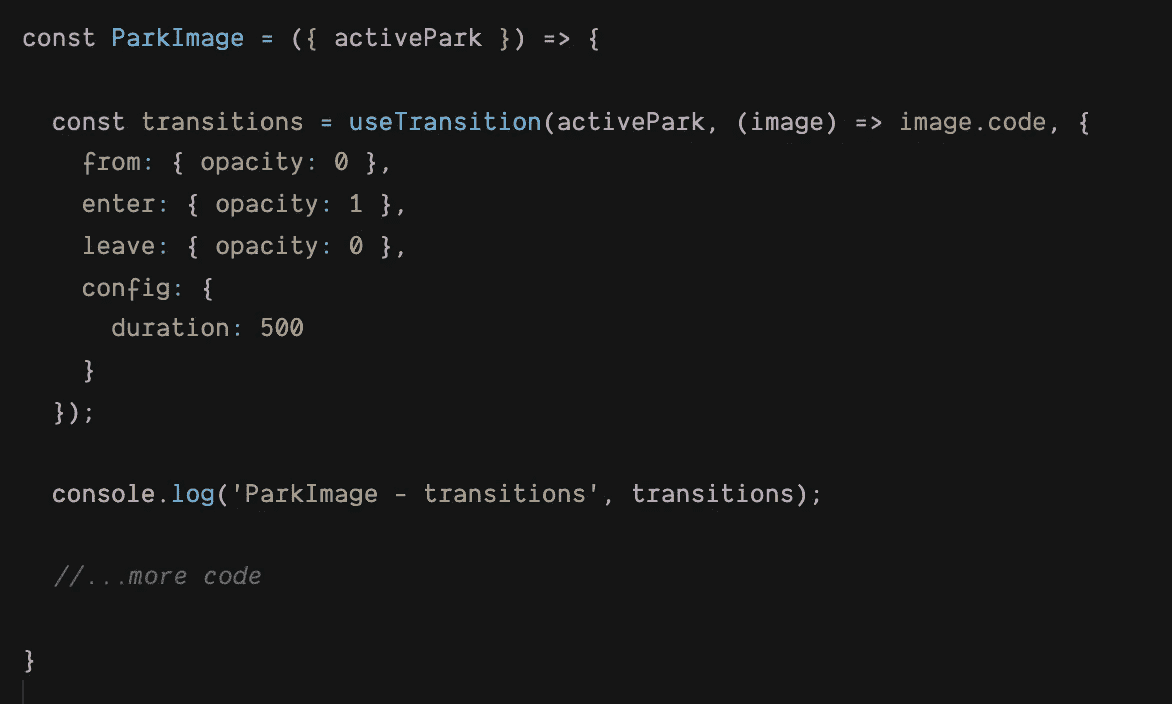 const ParkImage = ({ activePark }) => {
const transitions = useTransition(activePark, (image) => image.code, {
from: { opacity: 0 },
enter: { opacity: 1 },
leave: { opacity: 0 },
config: {
duration: 500
}
});
console.log('ParkImage - transitions', transitions);
//...more code
}